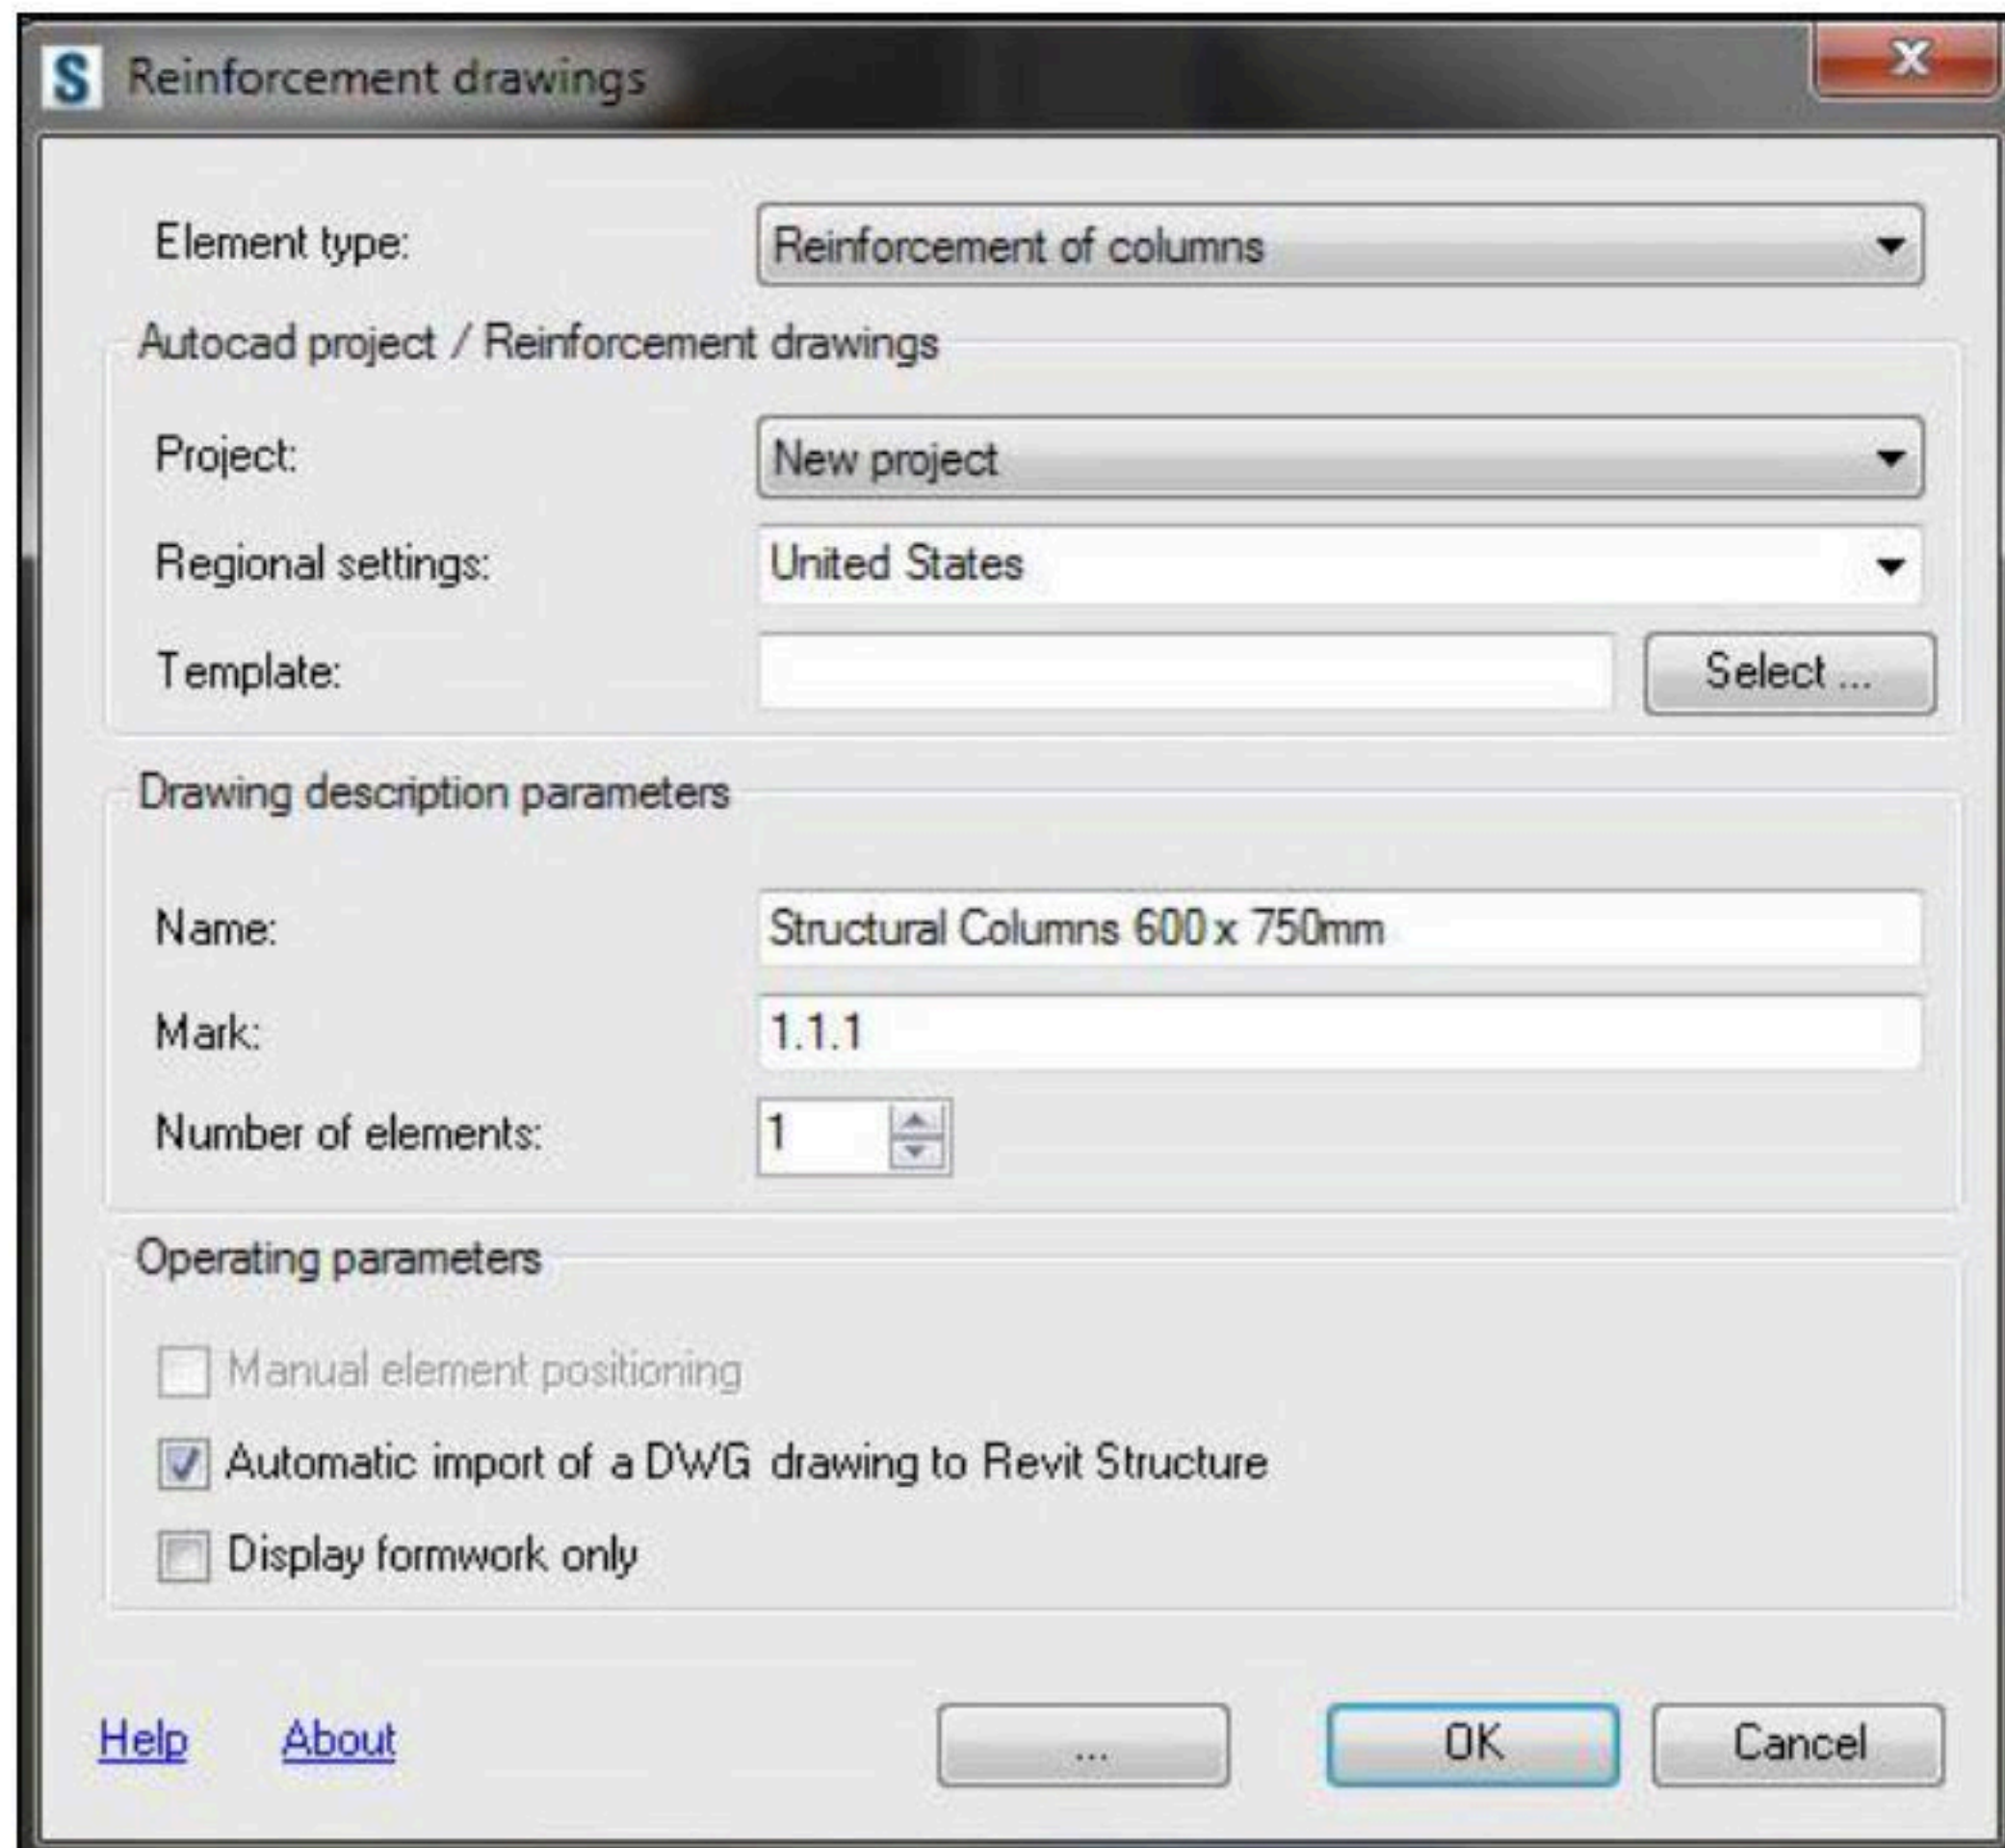 S Reinforcement drawings X
Element type: Reinforcement of columns
Autocad project / Reinforcement drawings
Project: New project
Regional settings: United States
Template: Select ...
Drawing description parameters
Name: Structural Columns 600 x 750mm
Mark: 1.1.1
Number of elements: 1
Operating parameters
Manual element positioning
Automatic import of a DWG drawing to Revit Structure
Display formwork only
Help About ... OK Cancel